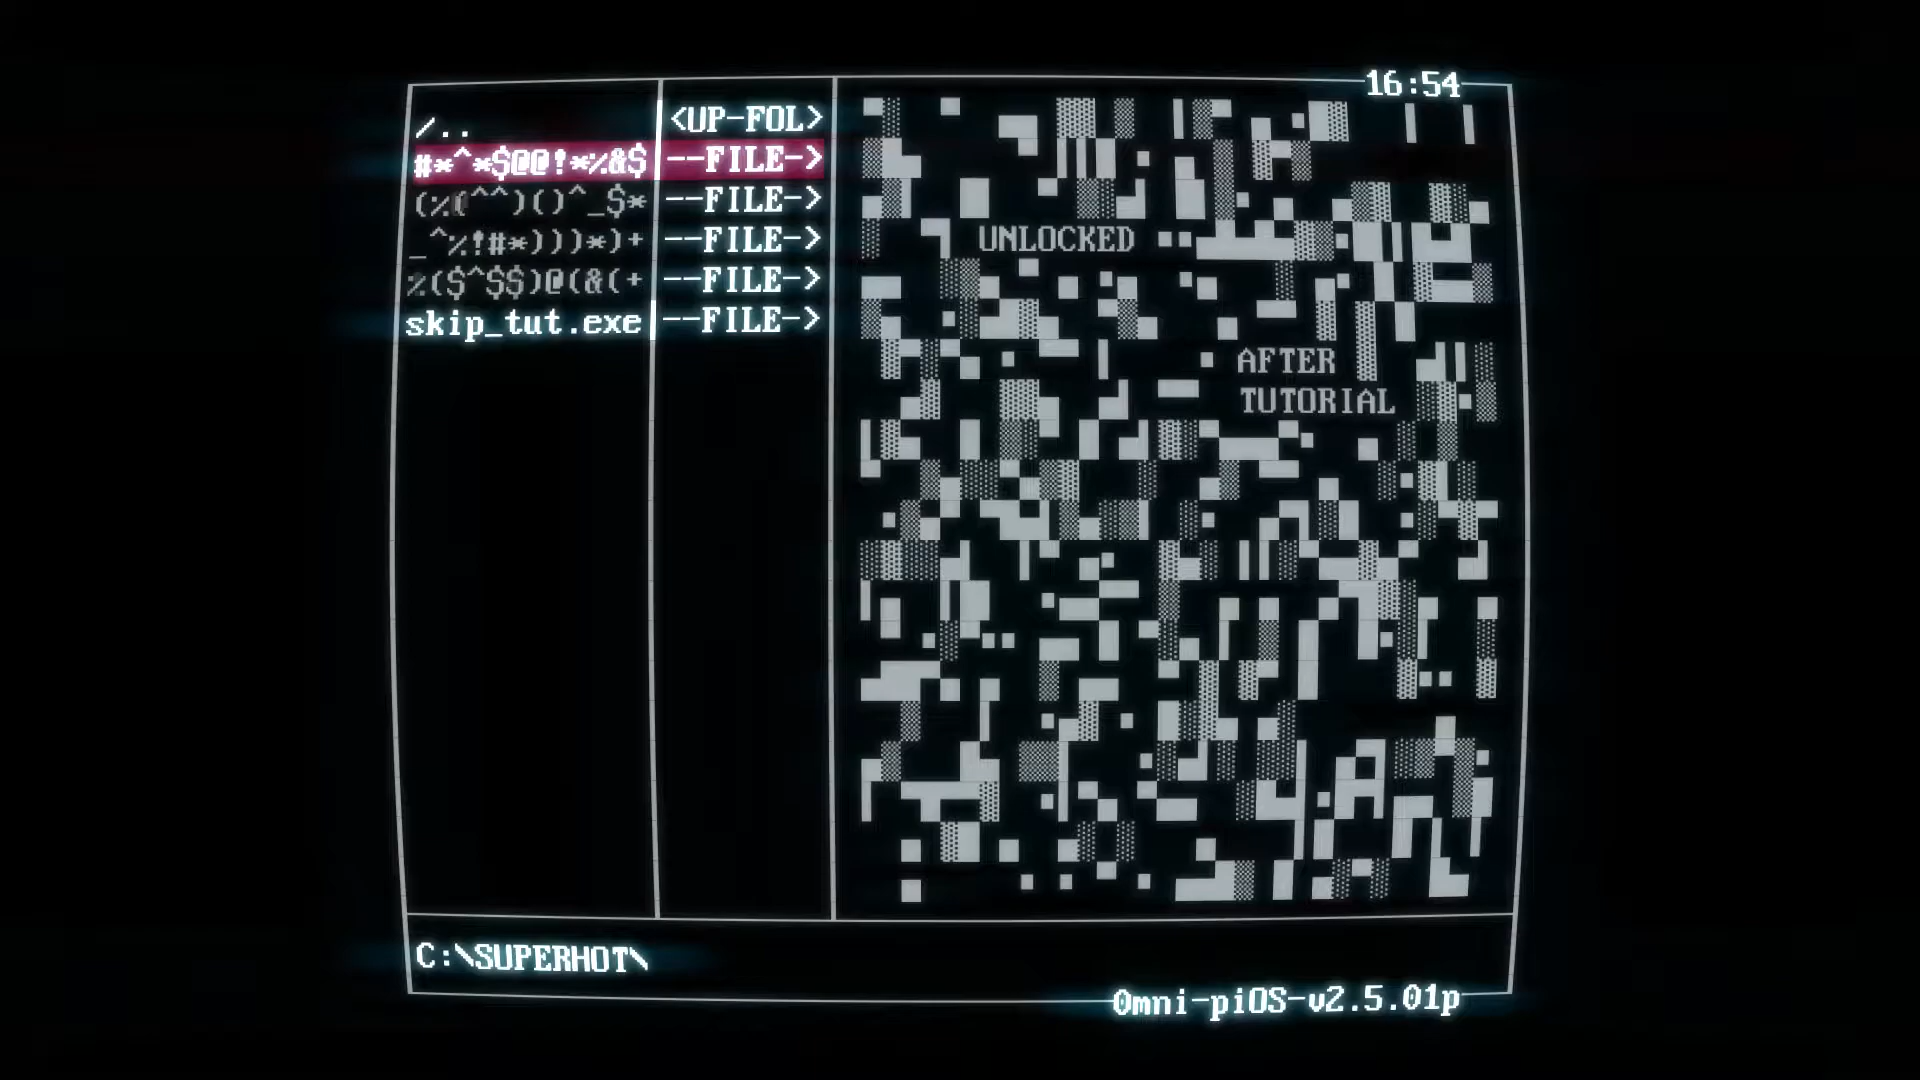 16:54
/.. <UP-FOL>
#*^*$@@!*%&$ --FILE->
(%@^^)()^_$* --FILE->
_^%!#*)))*)+ --FILE->
%($^$$)@(&(+ --FILE->
skip_tut.exe --FILE->
UNLOCKED
AFTER
TUTORIAL
C:\SUPERHOT\
Omni-piOS-v2.5.01p